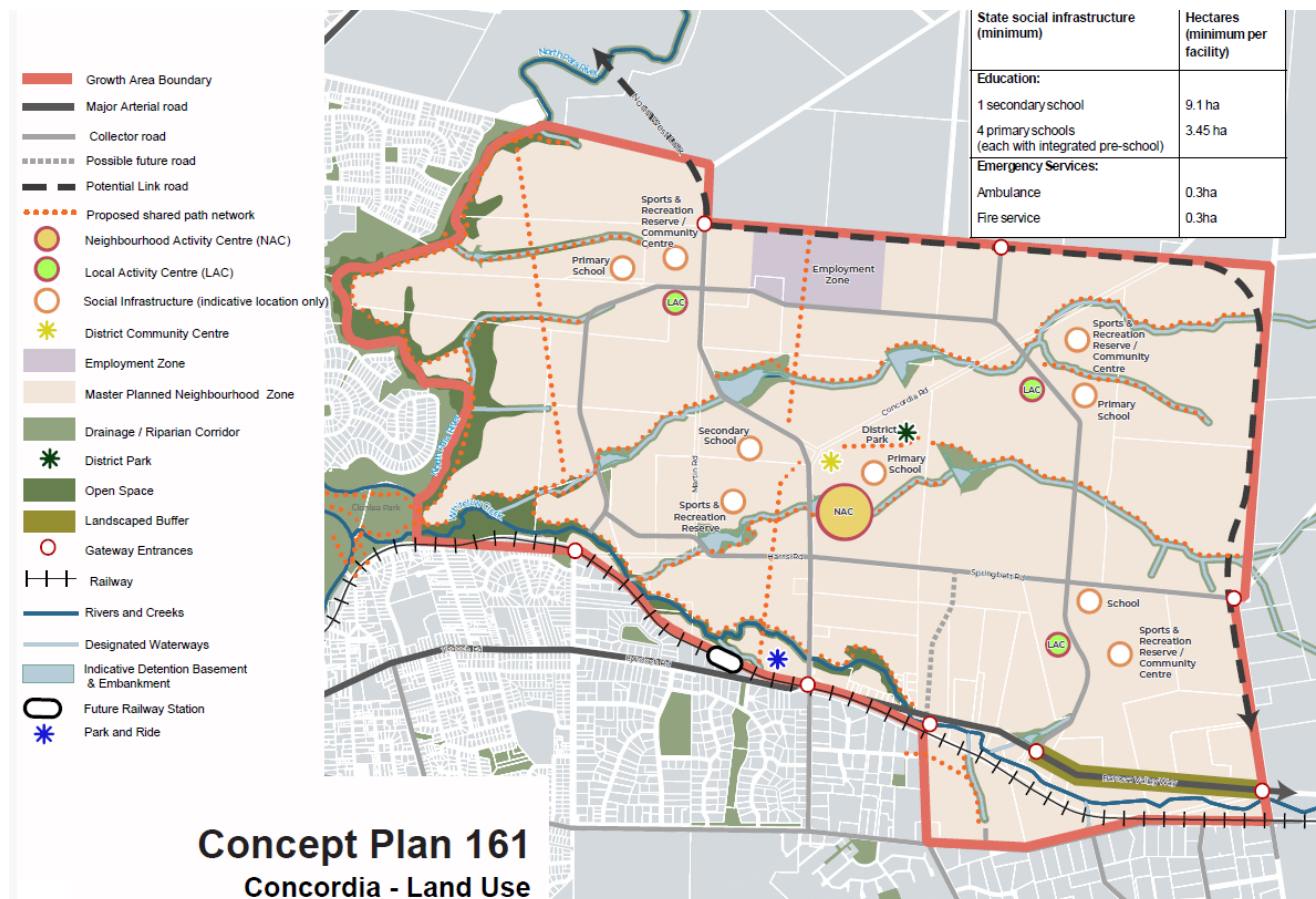 Growth Area Boundary
Major Arterial road
Collector road
Possible future road
Potential Link road
Proposed shared path network
Neighbourhood Activity Centre (NAC)
Local Activity Centre (LAC)
Social Infrastructure (indicative location only)
District Community Centre
Employment Zone
Master Planned Neighbourhood Zone
Drainage / Riparian Corridor
District Park
Open Space
Landscaped Buffer
Gateway Entrances
Railway
Rivers and Creeks
Designated Waterways
Indicative Detention Basement
& Embankment
Future Railway Station
Park and Ride
State social infrastructure
(minimum)
Hectares
(minimum per
facility)
Education:
1 secondary school
9.1 ha
4 primary schools
(each with integrated pre-school)
3.45 ha
Emergency Services:
Ambulance
0.3ha
Fire service
0.3ha
North Para River
Sports &
Recreation
Reserve /
Community
Centre
Primary
School
LAC
Employment
Zone
Sports &
Recreation
Reserve /
Community
Centre
LAC
Primary
School
Concordia Rd
District
Park
Secondary
School
Primary
School
Martin Rd
Sports &
Recreation
Reserve
NAC
Springbett Rd
School
LAC
Sports &
Recreation
Reserve /
Community
Centre
Barossa Valley Way
Concept Plan 161
Concordia - Land Use